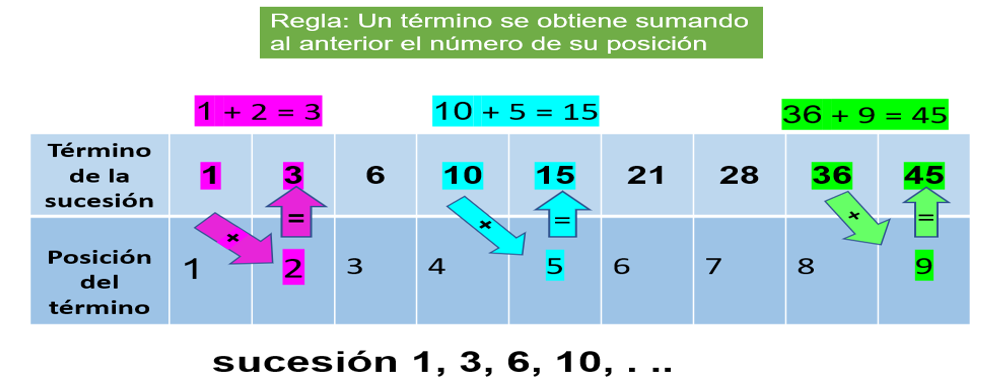 Regla: Un término se obtiene sumando
al anterior el número de su posición
1 + 2 = 3
10 + 5 = 15
36 + 9 = 45
Término
de la
sucesión
1 3 6 10 15 21 28 36 45
+ = + = + =
Posición
del
término
1 2 3 4 5 6 7 8 9
sucesión 1, 3, 6, 10, . ..